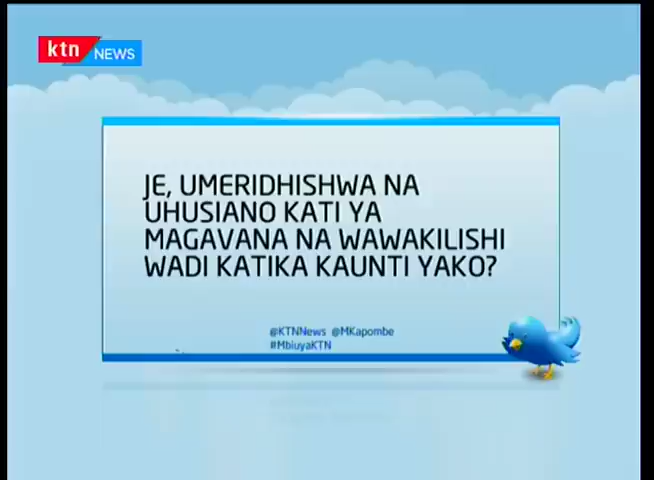 ktn NEWS
JE, UMERIDHISHWA NA
UHUSIANO KATI YA
MAGAVANA NA WAWAKILISHI
WADI KATIKA KAUNTI YAKO?
@KTNNews @MKapombe
#MbiuyaKTN